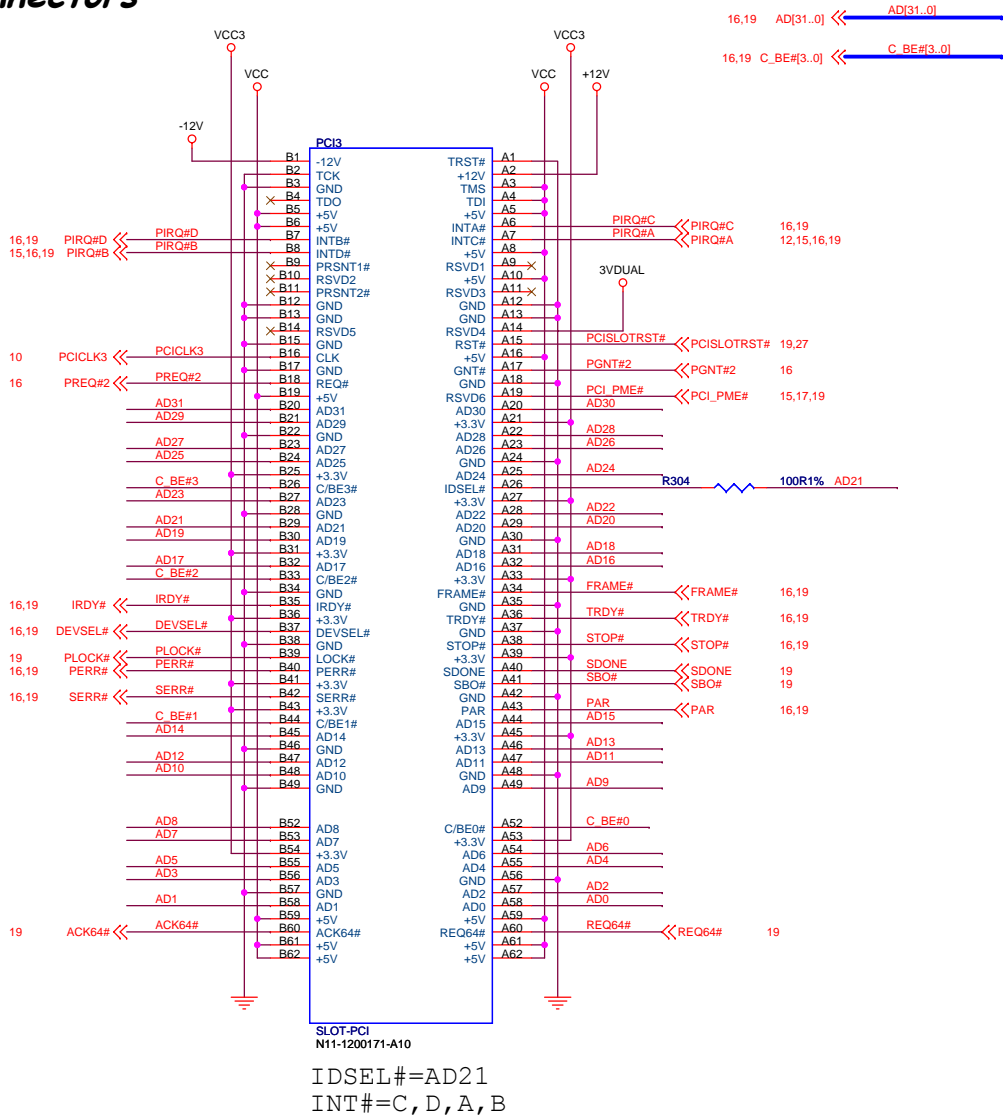 nnectors
16,19 AD[31..0] AD[31..0]
16,19 C_BE#[3..0] C_BE#[3..0]
VCC3 VCC3
VCC VCC +12V
-12V
PCI3
B1 -12V TRST# A1
B2 TCK +12V A2
B3 GND TMS A3
B4 TDO TDI A4
B5 +5V +5V A5
B6 +5V INTA# A6 PIRQ#C PIRQ#C 16,19
16,19 PIRQ#D PIRQ#D B7 INTB# INTC# A7 PIRQ#A PIRQ#A 12,15,16,19
15,16,19 PIRQ#B PIRQ#B B8 INTD# +5V A8
B9 PRSNT1# RSVD1 A9
B10 RSVD2 +5V A10
B11 PRSNT2# RSVD3 A11 3VDUAL
B12 GND GND A12
B13 GND GND A13
B14 RSVD5 RSVD4 A14
B15 GND RST# A15 PCISLOTRST# PCISLOTRST# 19,27
10 PCICLK3 PCICLK3 B16 CLK +5V A16
B17 GND GNT# A17 PGNT#2 PGNT#2 16
16 PREQ#2 PREQ#2 B18 REQ# GND A18
B19 +5V RSVD6 A19 PCI_PME# PCI_PME# 15,17,19
AD31 B20 AD31 AD30 A20 AD30
AD29 B21 AD29 +3.3V A21
B22 GND AD28 A22 AD28
AD27 B23 AD27 AD26 A23 AD26
AD25 B24 AD25 GND A24
B25 +3.3V AD24 A25 AD24
C_BE#3 B26 C/BE3# IDSEL# A26 R304 100R1% AD21
AD23 B27 AD23 +3.3V A27
B28 GND AD22 A28 AD22
AD21 B29 AD21 AD20 A29 AD20
AD19 B30 AD19 GND A30
B31 +3.3V AD18 A31 AD18
AD17 B32 AD17 AD16 A32 AD16
C_BE#2 B33 C/BE2# +3.3V A33
B34 GND FRAME# A34 FRAME# FRAME# 16,19
16,19 IRDY# IRDY# B35 IRDY# GND A35
B36 +3.3V TRDY# A36 TRDY# TRDY# 16,19
16,19 DEVSEL# DEVSEL# B37 DEVSEL# GND A37
B38 GND STOP# A38 STOP# STOP# 16,19
19 PLOCK# PLOCK# B39 LOCK# +3.3V A39
16,19 PERR# PERR# B40 PERR# SDONE A40 SDONE SDONE 19
B41 +3.3V SBO# A41 SBO# SBO# 19
16,19 SERR# SERR# B42 SERR# GND A42
B43 +3.3V PAR A43 PAR PAR 16,19
C_BE#1 B44 C/BE1# AD15 A44 AD15
AD14 B45 AD14 +3.3V A45
B46 GND AD13 A46 AD13
AD12 B47 AD12 AD11 A47 AD11
AD10 B48 AD10 GND A48
B49 GND AD9 A49 AD9
AD8 B52 AD8 C/BE0# A52 C_BE#0
AD7 B53 AD7 +3.3V A53
B54 +3.3V AD6 A54 AD6
AD5 B55 AD5 AD4 A55 AD4
AD3 B56 AD3 GND A56
B57 GND AD2 A57 AD2
AD1 B58 AD1 AD0 A58 AD0
B59 +5V +5V A59
19 ACK64# ACK64# B60 ACK64# REQ64# A60 REQ64# REQ64# 19
B61 +5V +5V A61
B62 +5V +5V A62
SLOT-PCI
N11-1200171-A10
IDSEL#=AD21
INT#=C,D,A,B